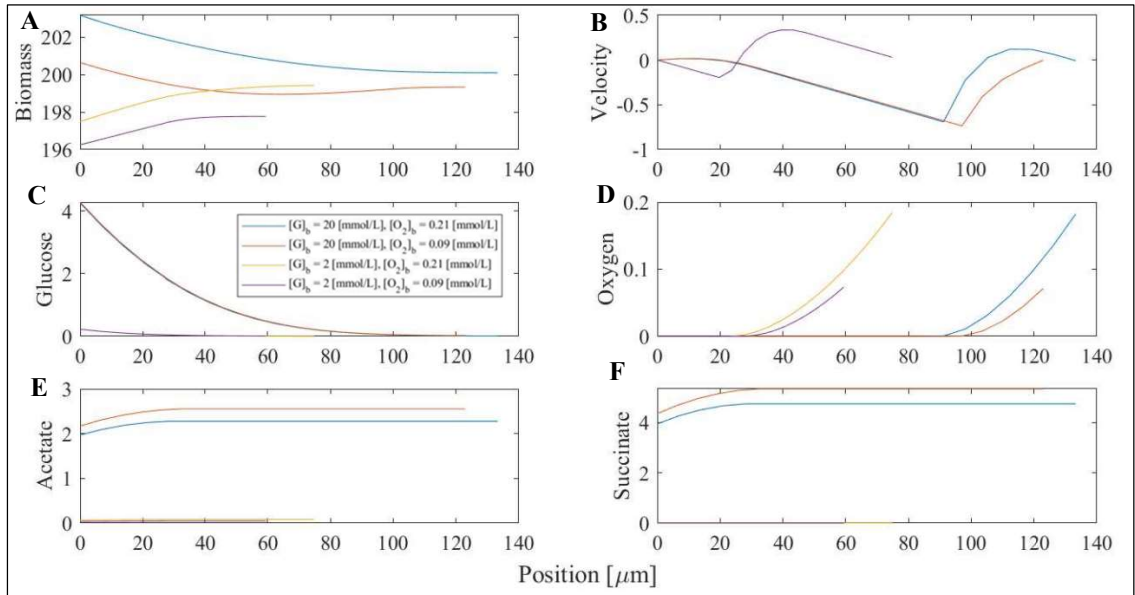 A
Biomass
202
200
198
196
0 20 40 60 80 100 120 140
B
Velocity
0.5
0
-0.5
-1
0 20 40 60 80 100 120 140
C
Glucose
4
2
0
0 20 40 60 80 100 120 140
[G]b = 20 [mmol/L], [O2]b = 0.21 [mmol/L]
[G]b = 20 [mmol/L], [O2]b = 0.09 [mmol/L]
[G]b = 2 [mmol/L], [O2]b = 0.21 [mmol/L]
[G]b = 2 [mmol/L], [O2]b = 0.09 [mmol/L]
D
Oxygen
0.2
0.1
0
0 20 40 60 80 100 120 140
E
Acctate
3
2
1
0
0 20 40 60 80 100 120 140
F
Succinate
4
2
0
0 20 40 60 80 100 120 140
Position [μm]